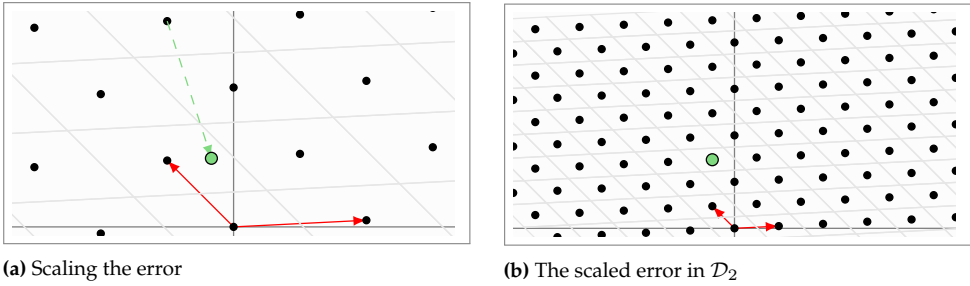 (a) Scaling the error
(b) The scaled error in 𝒟₂